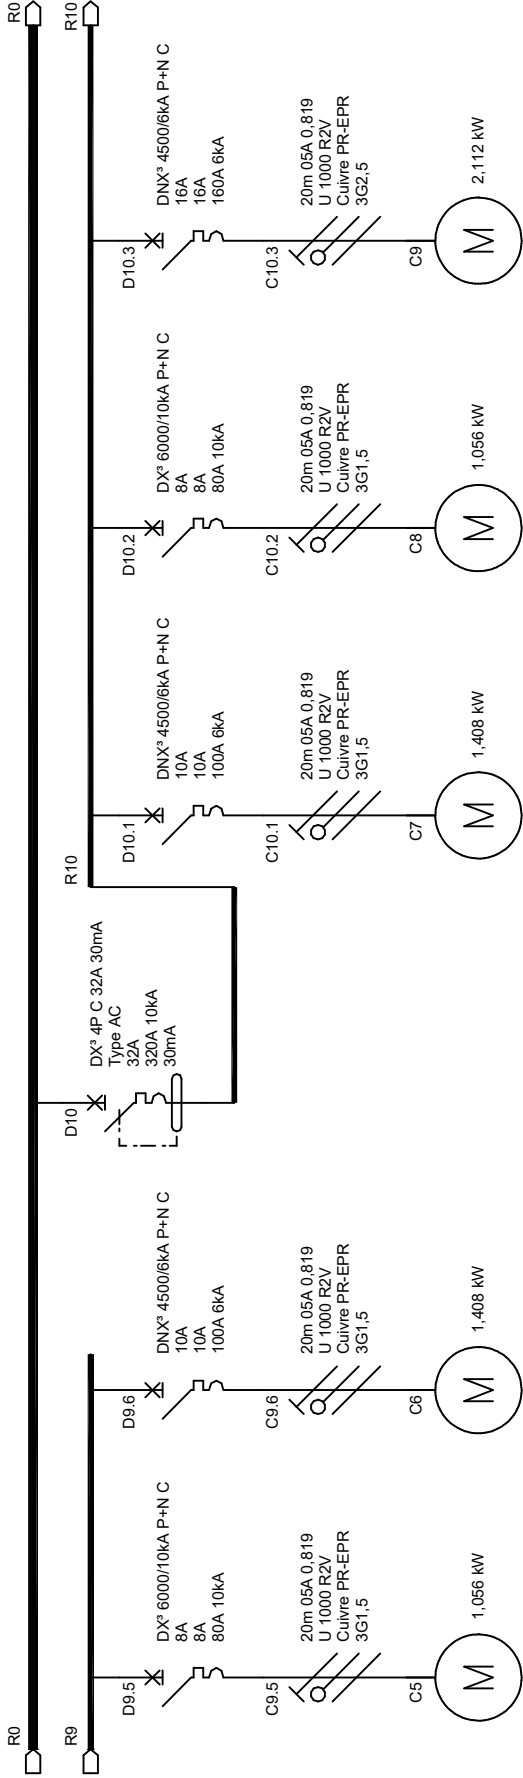 R0
R0
R9
R10
R10
D9.5
DX³ 6000/10kA P+N C
8A
8A
80A 10kA
C9.5
20m 05A 0,819
U 1000 R2V
Cuivre PR-EPR
3G1,5
C5
M
1,056 kW
D9.6
DNX³ 4500/6kA P+N C
10A
10A
100A 6kA
C9.6
20m 05A 0,819
U 1000 R2V
Cuivre PR-EPR
3G1,5
C6
M
1,408 kW
D10
DX³ 4P C 32A 30mA
Type AC
32A
320A 10kA
30mA
D10.1
DNX³ 4500/6kA P+N C
10A
10A
100A 6kA
C10.1
20m 05A 0,819
U 1000 R2V
Cuivre PR-EPR
3G1,5
C7
M
1,408 kW
D10.2
DX³ 6000/10kA P+N C
8A
8A
80A 10kA
C10.2
20m 05A 0,819
U 1000 R2V
Cuivre PR-EPR
3G1,5
C8
M
1,056 kW
D10.3
DNX³ 4500/6kA P+N C
16A
16A
160A 6kA
C10.3
20m 05A 0,819
U 1000 R2V
Cuivre PR-EPR
3G2,5
C9
M
2,112 kW